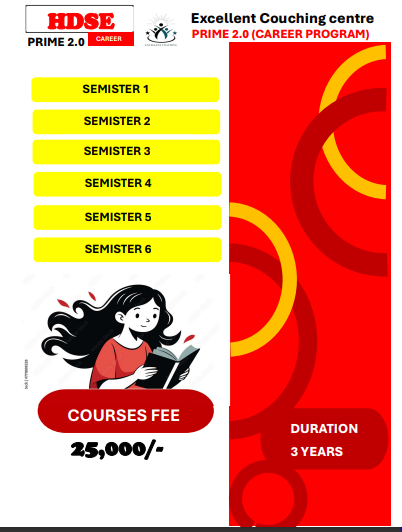 HDSE
PRIME 2.0 CAREER
Excellent Couching centre
PRIME 2.0 (CAREER PROGRAM)
SEMISTER 1
SEMISTER 2
SEMISTER 3
SEMISTER 4
SEMISTER 5
SEMISTER 6
COURSES FEE
25,000/-
DURATION
3 YEARS